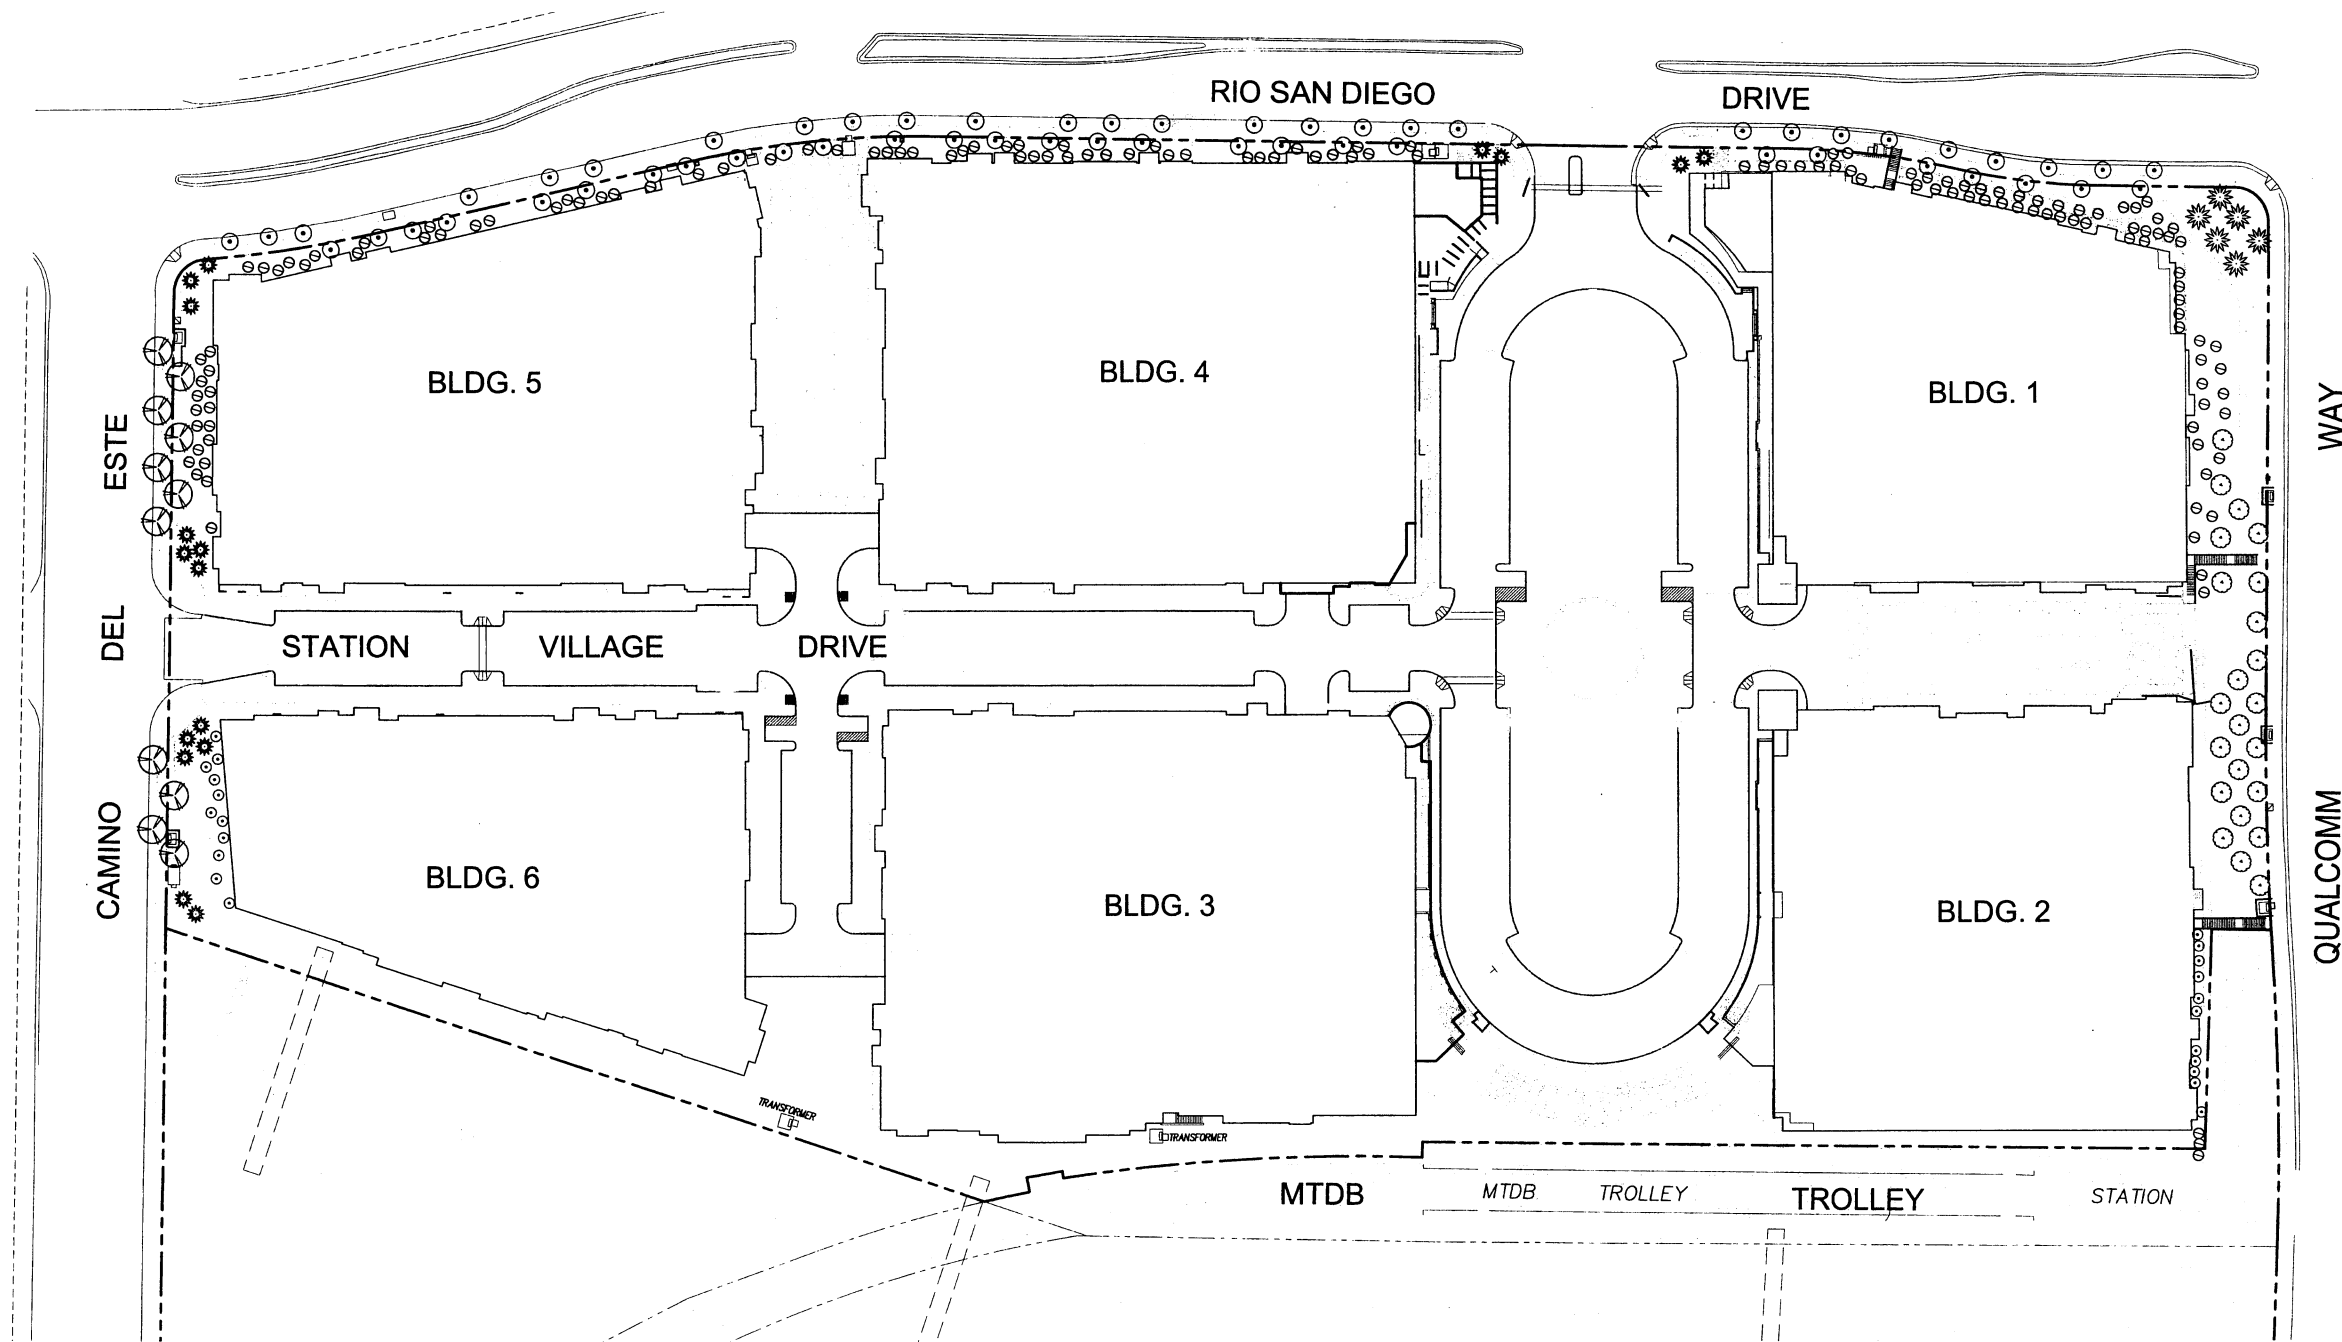 RIO SAN DIEGO DRIVE
BLDG. 5
BLDG. 4
BLDG. 1
CAMINO DEL ESTE
QUALCOMM WAY
STATION VILLAGE DRIVE
BLDG. 6
BLDG. 3
BLDG. 2
TRANSFORMER
TRANSFORMER
MTDB TROLLEY
MTDB TROLLEY STATION